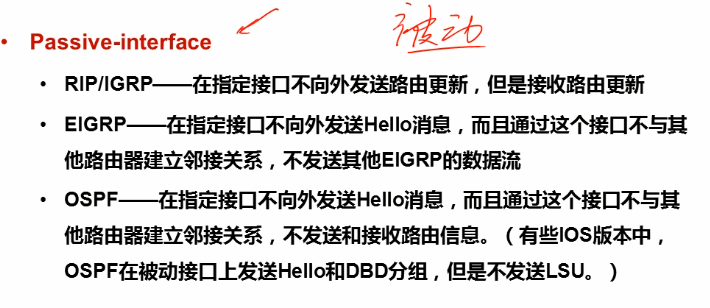 • Passive-interface
被动
• RIP/IGRP——在指定接口不向外发送路由更新，但是接收路由更新
• EIGRP——在指定接口不向外发送Hello消息，而且通过这个接口不与其
他路由器建立邻接关系，不发送其他EIGRP的数据流
• OSPF——在指定接口不向外发送Hello消息，而且通过这个接口不与其
他路由器建立邻接关系，不发送和接收路由信息。（有些IOS版本中，
OSPF在被动接口上发送Hello和DBD分组，但是不发送LSU。）